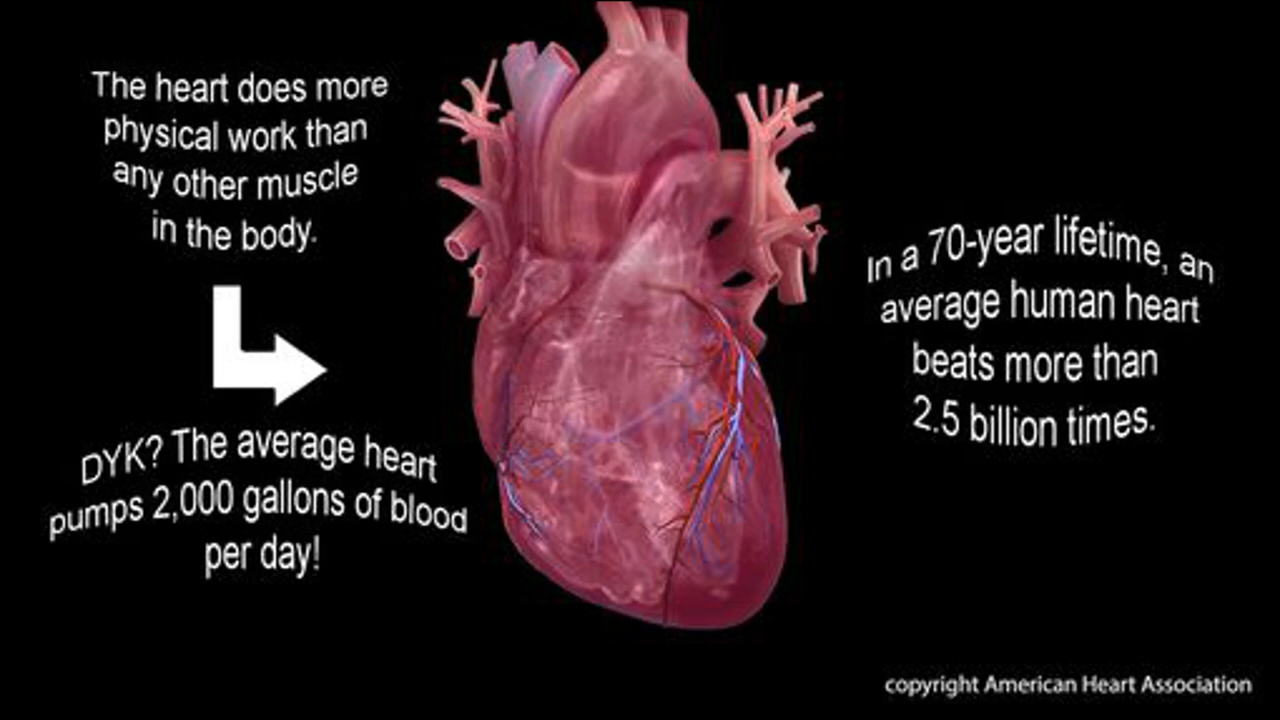 The heart does more
physical work than
any other muscle
in the body.
DYK? The average heart
pumps 2,000 gallons of blood
per day!
In a 70-year lifetime, an
average human heart
beats more than
2.5 billion times.
copyright American Heart Association